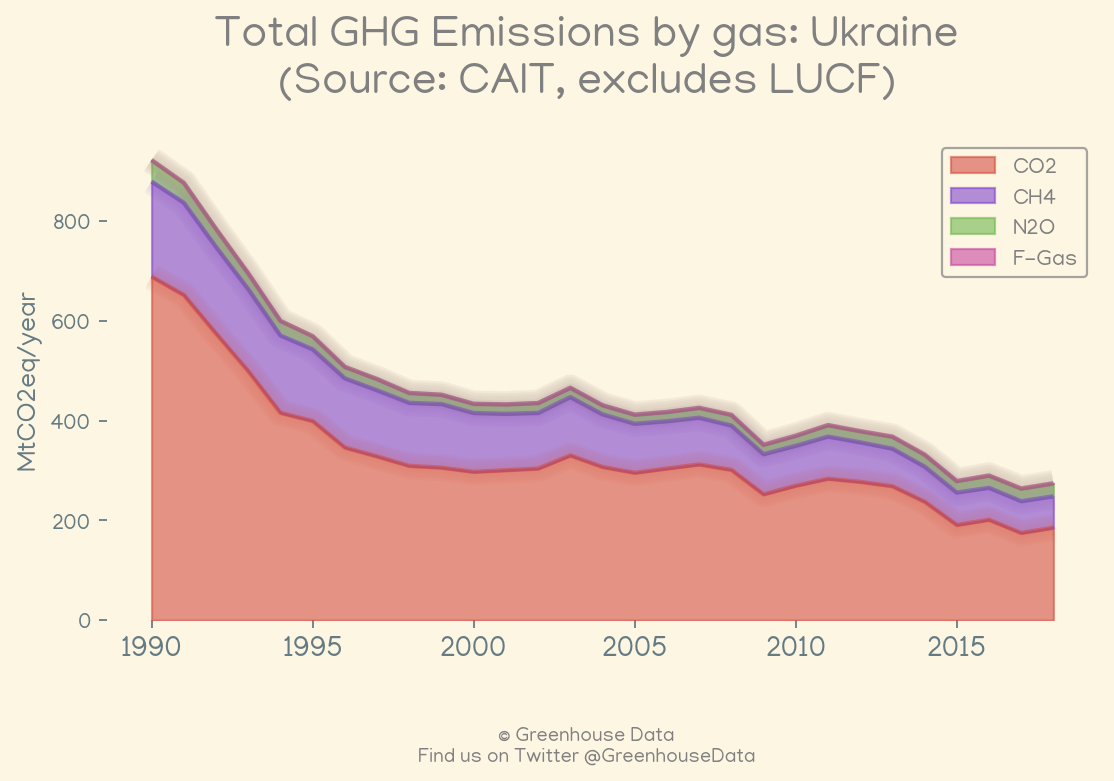 Total GHG Emissions by gas: Ukraine
(Source: CAIT, excludes LUCF)
CO2
CH4
N2O
F-Gas
MtCO2eq/year
800
600
400
200
0
1990
1995
2000
2005
2010
2015
© Greenhouse Data
Find us on Twitter @GreenhouseData